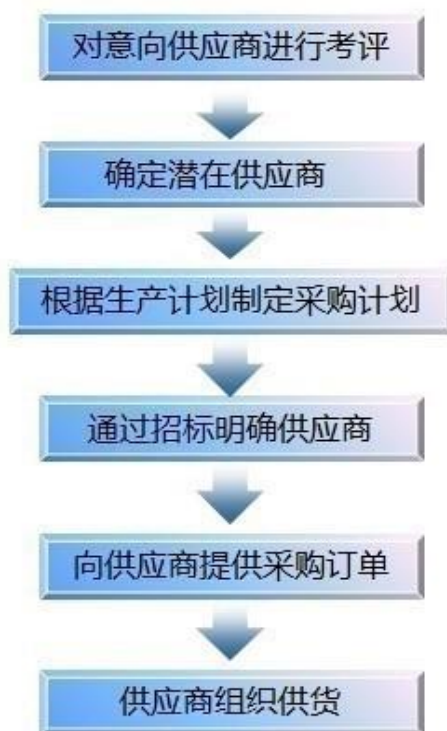 对意向供应商进行考评
确定潜在供应商
根据生产计划制定采购计划
通过招标明确供应商
向供应商提供采购订单
供应商组织供货